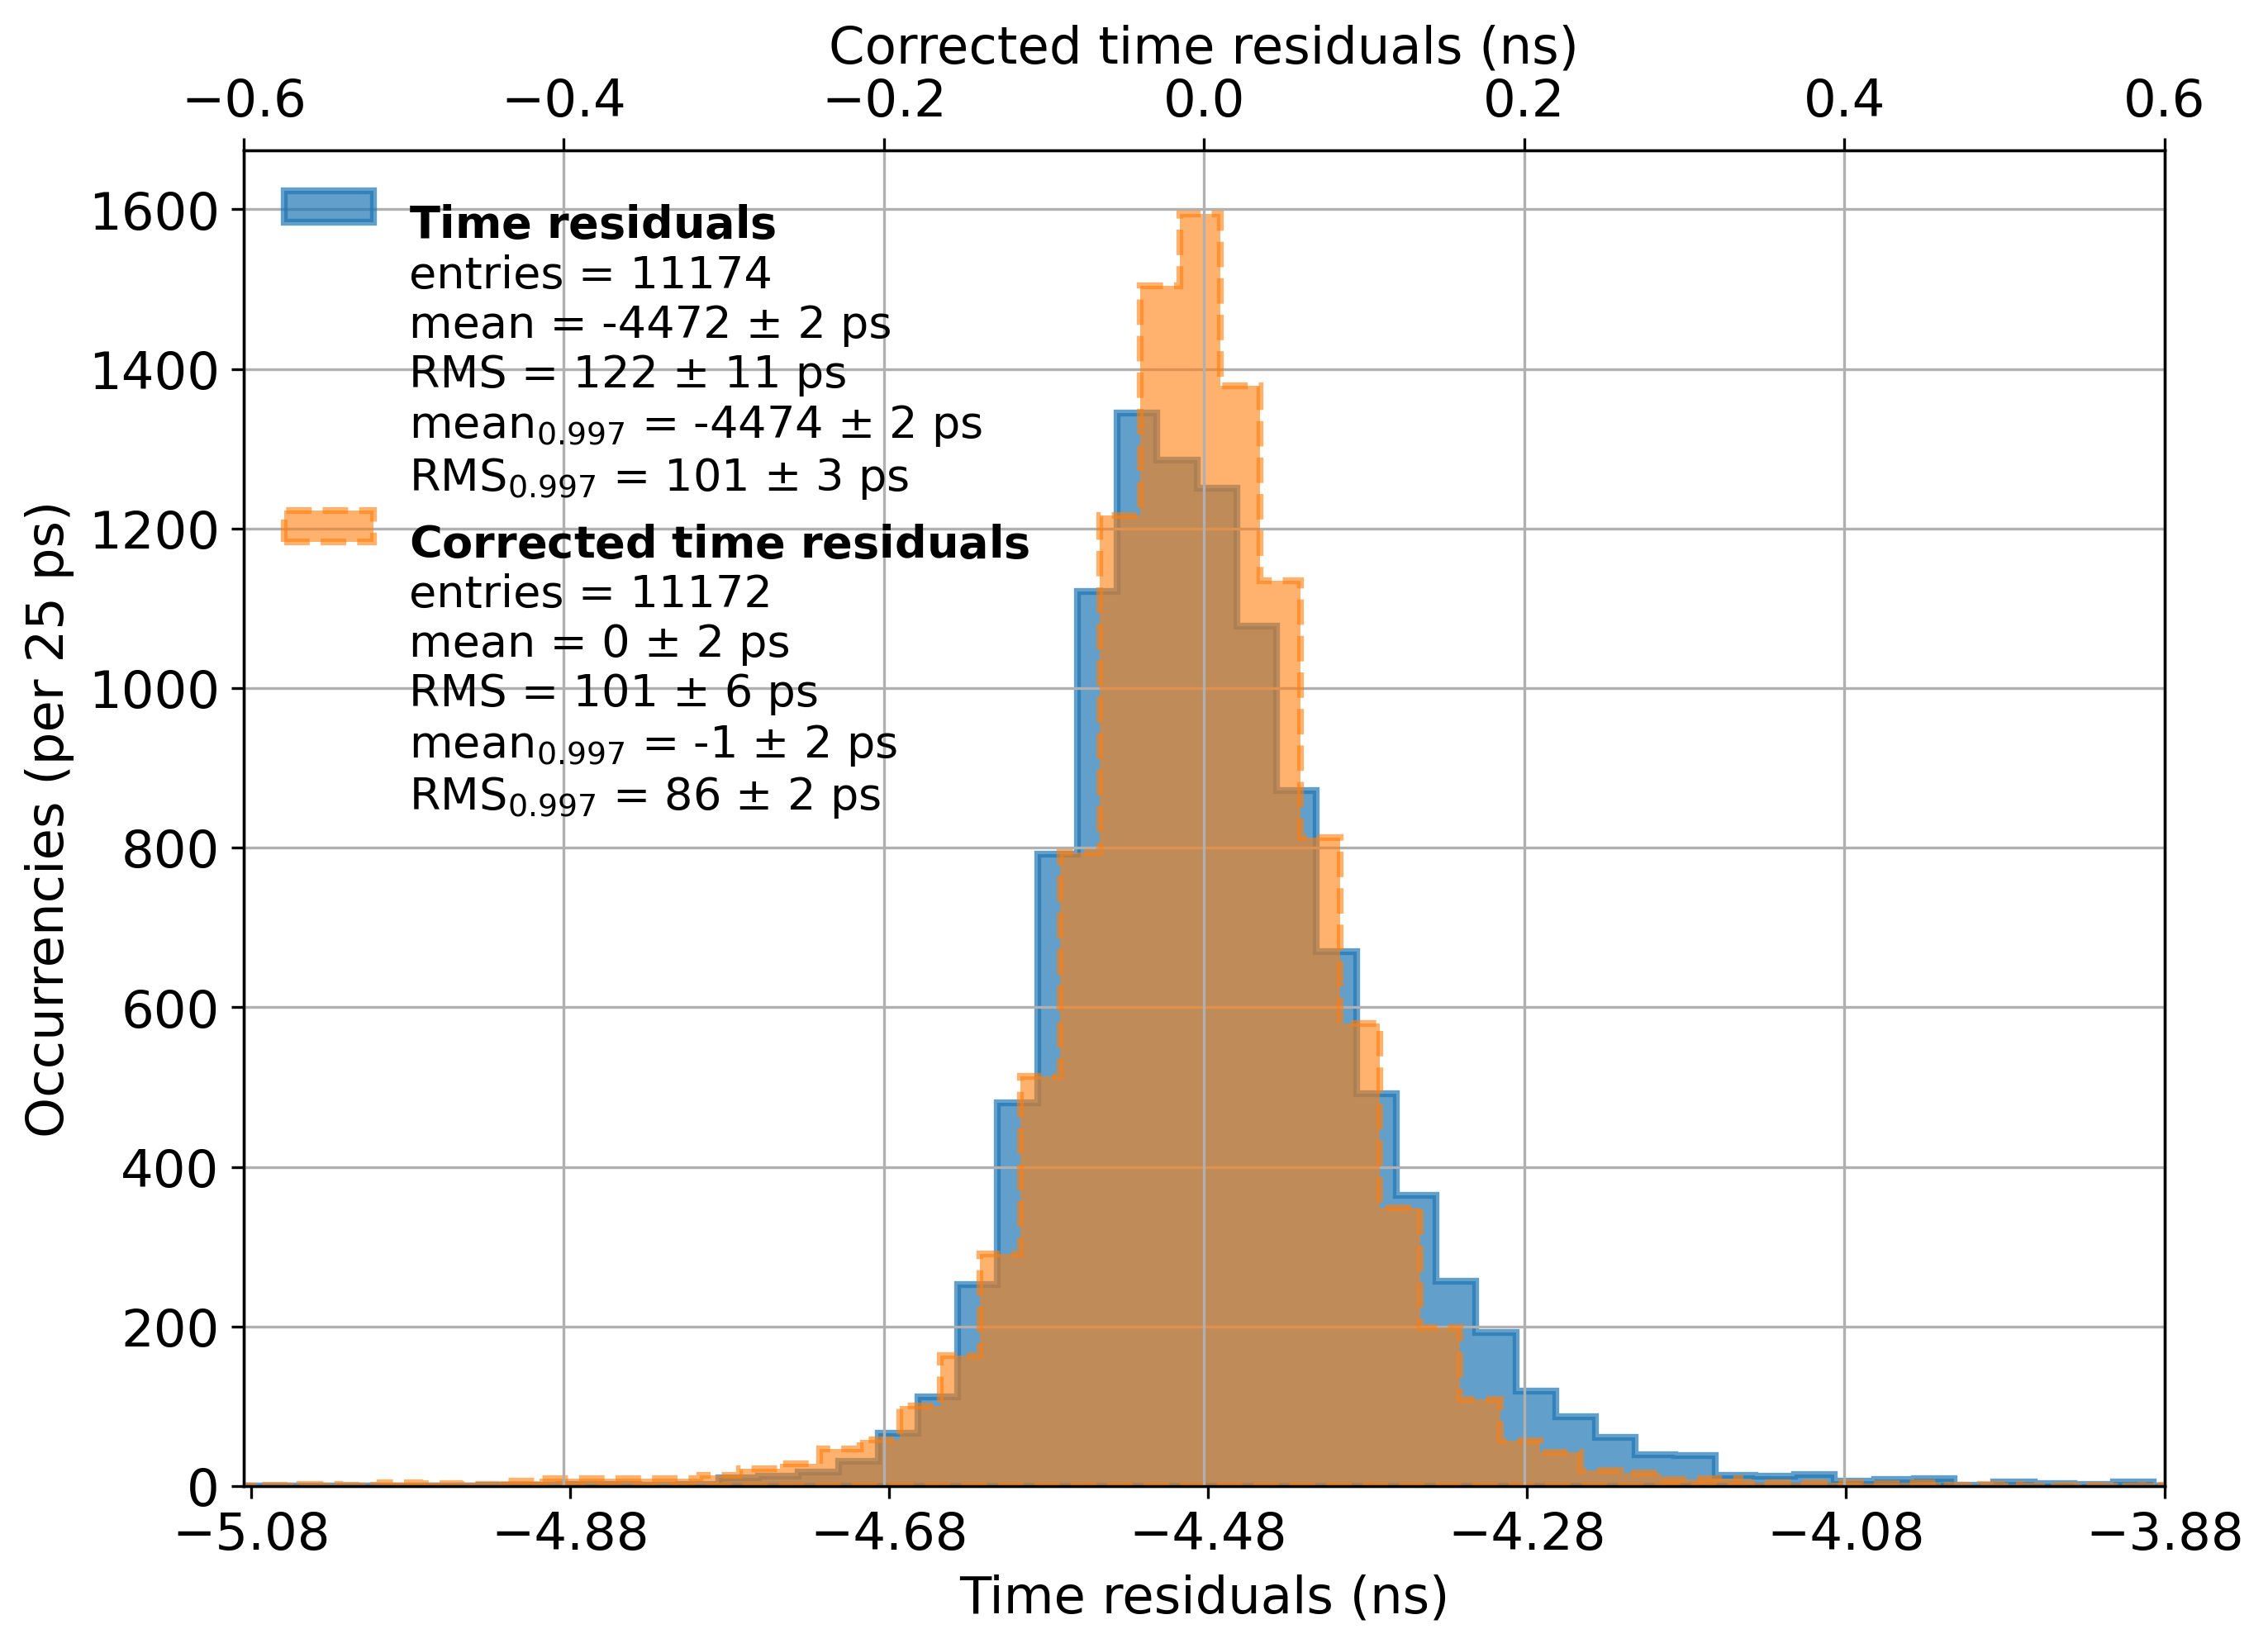 Corrected time residuals (ns)
−0.6 −0.4 −0.2 0.0 0.2 0.4 0.6
Time residuals
entries = 11174
mean = -4472 ± 2 ps
RMS = 122 ± 11 ps
mean0.997 = -4474 ± 2 ps
RMS0.997 = 101 ± 3 ps
Corrected time residuals
entries = 11172
mean = 0 ± 2 ps
RMS = 101 ± 6 ps
mean0.997 = -1 ± 2 ps
RMS0.997 = 86 ± 2 ps
Occurrencies (per 25 ps)
1600
1400
1200
1000
800
600
400
200
0
−5.08 −4.88 −4.68 −4.48 −4.28 −4.08 −3.88
Time residuals (ns)